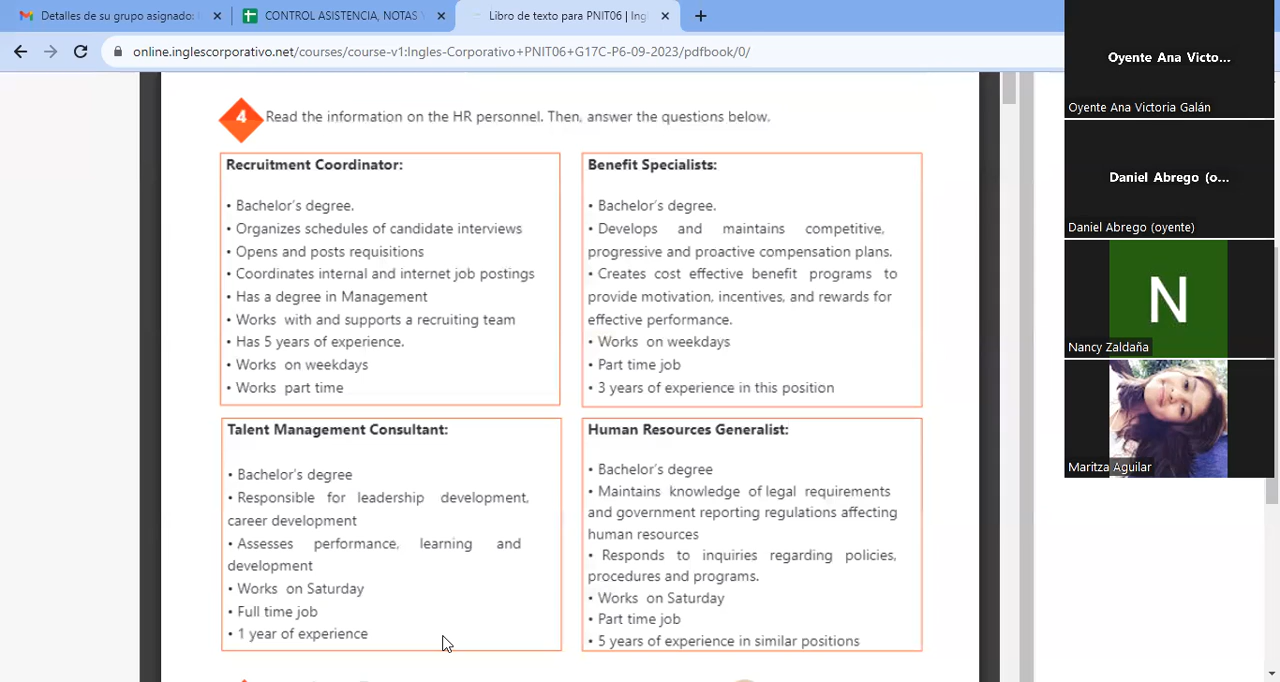 Detalles de su grupo asignado:
CONTROL ASISTENCIA, NOTAS
Libro de texto para PNIT06 | Ing
online.inglescorporativo.net/courses/course-v1:Ingles-Corporativo+PNIT06+G17C-P6-09-2023/pdfbook/0/
4
Read the information on the HR personnel. Then, answer the questions below.
Recruitment Coordinator:
• Bachelor's degree.
• Organizes schedules of candidate interviews
• Opens and posts requisitions
• Coordinates internal and internet job postings
• Has a degree in Management
• Works with and supports a recruiting team
• Has 5 years of experience.
• Works on weekdays
• Works part time
Benefit Specialists:
• Bachelor's degree.
• Develops and maintains competitive,
progressive and proactive compensation plans.
• Creates cost effective benefit programs to
provide motivation, incentives, and rewards for
effective performance.
• Works on weekdays
• Part time job
• 3 years of experience in this position
Talent Management Consultant:
• Bachelor's degree
• Responsible for leadership development,
career development
• Assesses performance, learning and
development
• Works on Saturday
• Full time job
• 1 year of experience
Human Resources Generalist:
• Bachelor's degree
• Maintains knowledge of legal requirements
and government reporting regulations affecting
human resources
• Responds to inquiries regarding policies,
procedures and programs.
• Works on Saturday
• Part time job
• 5 years of experience in similar positions
Oyente Ana Victo...
Oyente Ana Victoria Galán
Daniel Abrego (o...
Daniel Abrego (oyente)
N
Nancy Zaldaña
Maritza Aguilar